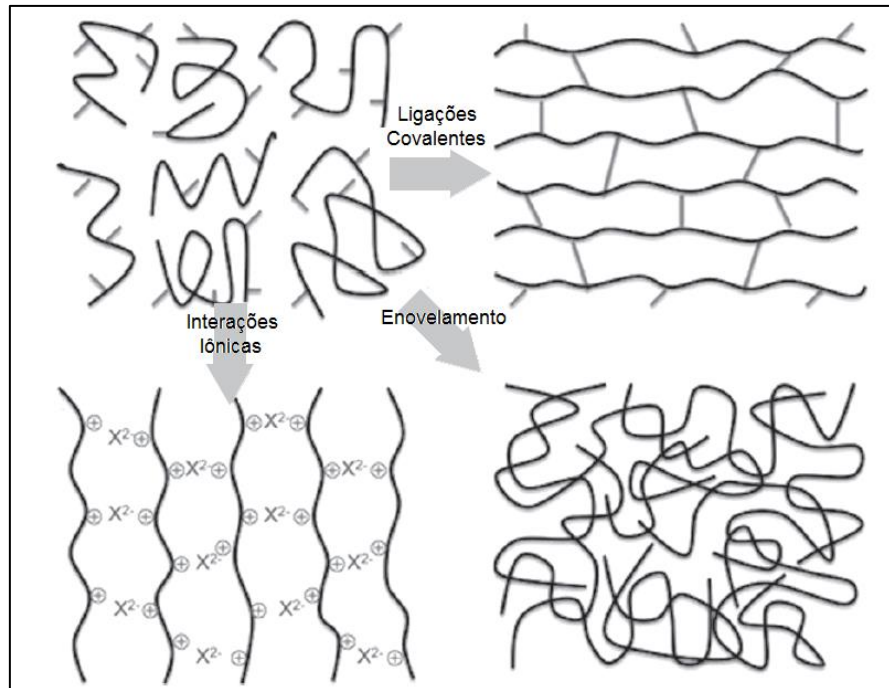 Ligações
Covalentes
Interações
Iônicas
Enovelamento
⊕ X²⁻ ⊕ ⊕ X²⁻ ⊕
⊕ X²⁻ ⊕ ⊕ X²⁻ ⊕
⊕ X²⁻ ⊕ ⊕ X²⁻ ⊕
⊕ X²⁻ ⊕ ⊕ X²⁻ ⊕
⊕ X²⁻ ⊕ ⊕ X²⁻ ⊕
⊕ X²⁻ ⊕ ⊕ X²⁻ ⊕